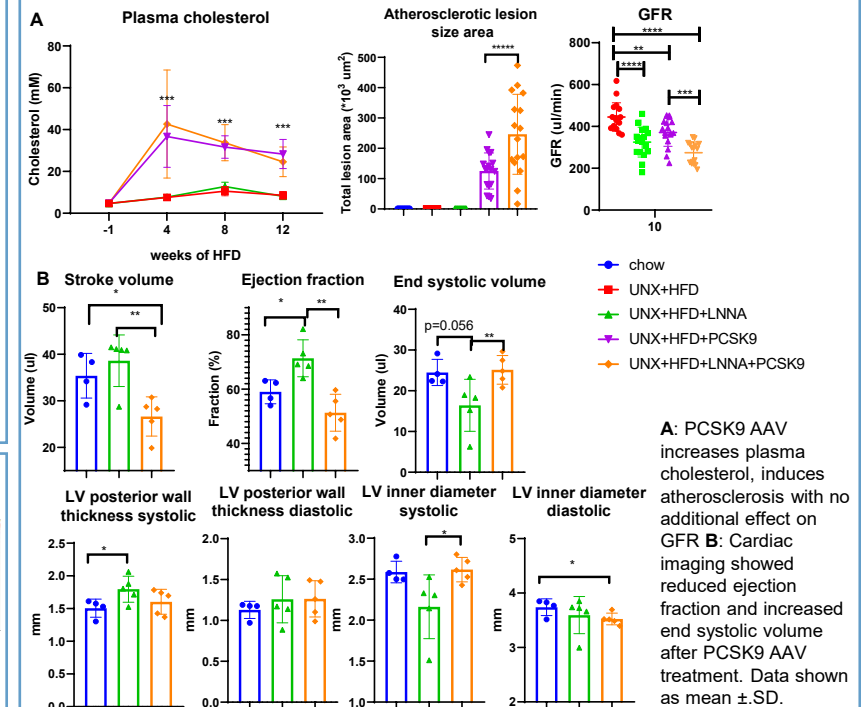 A
Plasma cholesterol
Cholesterol (mM)
80
60
40
20
0
***
***
***
-1
4
8
12
weeks of HFD
Atherosclerotic lesion
size area
Total lesion area (*10³ um²)
500
400
300
200
100
0
*****
GFR
GFR (ul/min)
800
600
400
200
0
****
**
****
***
10
chow
UNX+HFD
UNX+HFD+LNNA
UNX+HFD+PCSK9
UNX+HFD+LNNA+PCSK9
B
Stroke volume
Volume (ul)
50
40
30
20
*
**
Ejection fraction
Fraction (%)
80
60
40
*
**
End systolic volume
Volume (ul)
40
30
20
10
0
p=0.056
**
LV posterior wall
thickness systolic
mm
2.5
2.0
1.5
1.0
0.5
0.0
*
LV posterior wall
thickness diastolic
mm
2.0
1.5
1.0
0.5
0.0
LV inner diameter
systolic
mm
3.0
2.5
2.0
1.5
1.0
*
LV inner diameter
diastolic
mm
5
4
3
2
*
A: PCSK9 AAV
increases plasma
cholesterol, induces
atherosclerosis with no
additional effect on
GFR B: Cardiac
imaging showed
reduced ejection
fraction and increased
end systolic volume
after PCSK9 AAV
treatment. Data shown
as mean ±.SD.